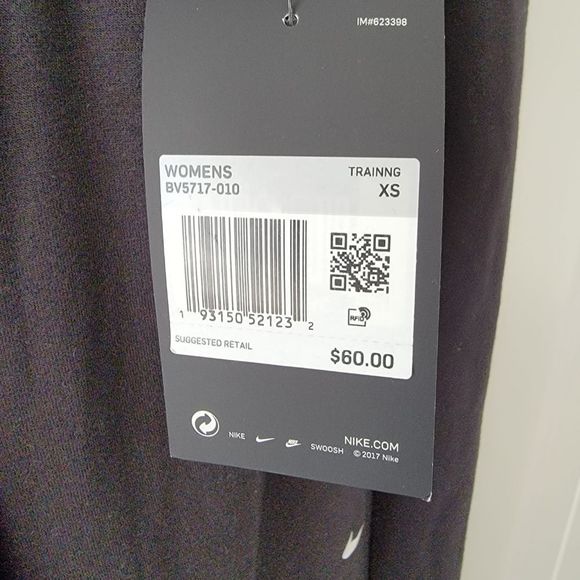 IM#623398
WOMENS TRAINNG
BV5717-010 XS
1 93150 52123 2
RFID
SUGGESTED RETAIL
$60.00
NIKE NIKE SWOOSH NIKE.COM
© 2017 Nike